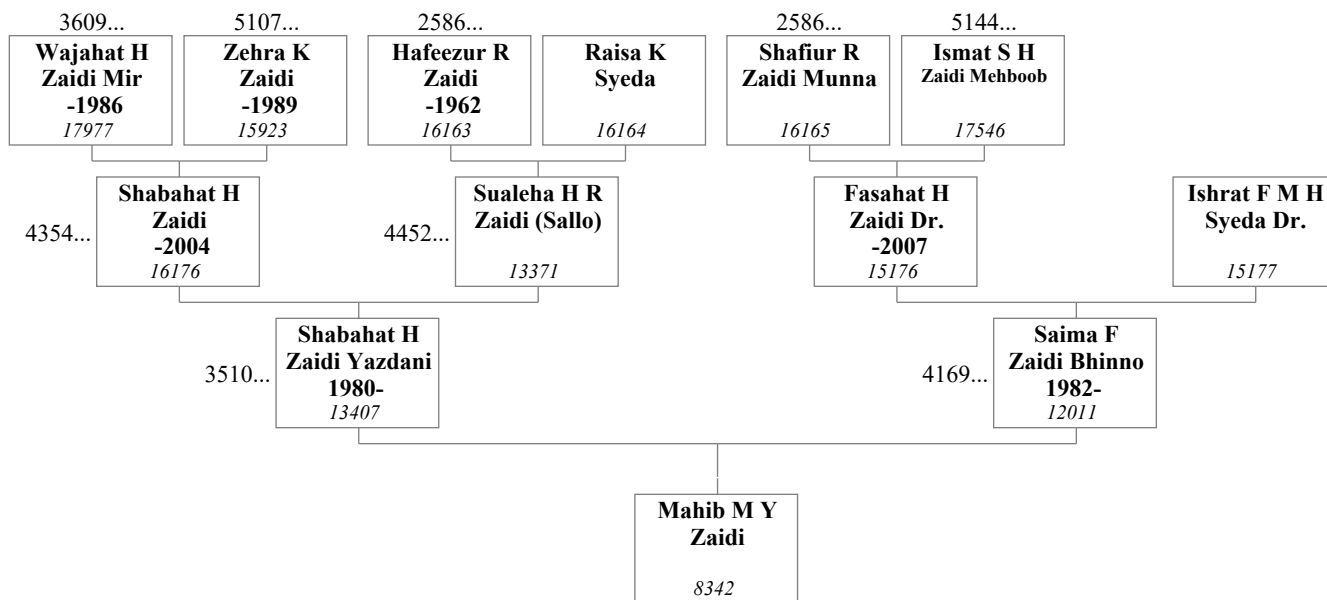 3609...
5107...
2586...
2586...
5144...
Wajahat H
Zaidi Mir
-1986
17977
Zehra K
Zaidi
-1989
15923
Hafeezur R
Zaidi
-1962
16163
Raisa K
Syeda
16164
Shafiur R
Zaidi Munna
16165
Ismat S H
Zaidi Mehboob
17546
4354...
Shabahat H
Zaidi
-2004
16176
4452...
Sualeha H R
Zaidi (Sallo)
13371
Fasahat H
Zaidi Dr.
-2007
15176
Ishrat F M H
Syeda Dr.
15177
3510...
Shabahat H
Zaidi Yazdani
1980-
13407
4169...
Saima F
Zaidi Bhinno
1982-
12011
Mahib M Y
Zaidi
8342